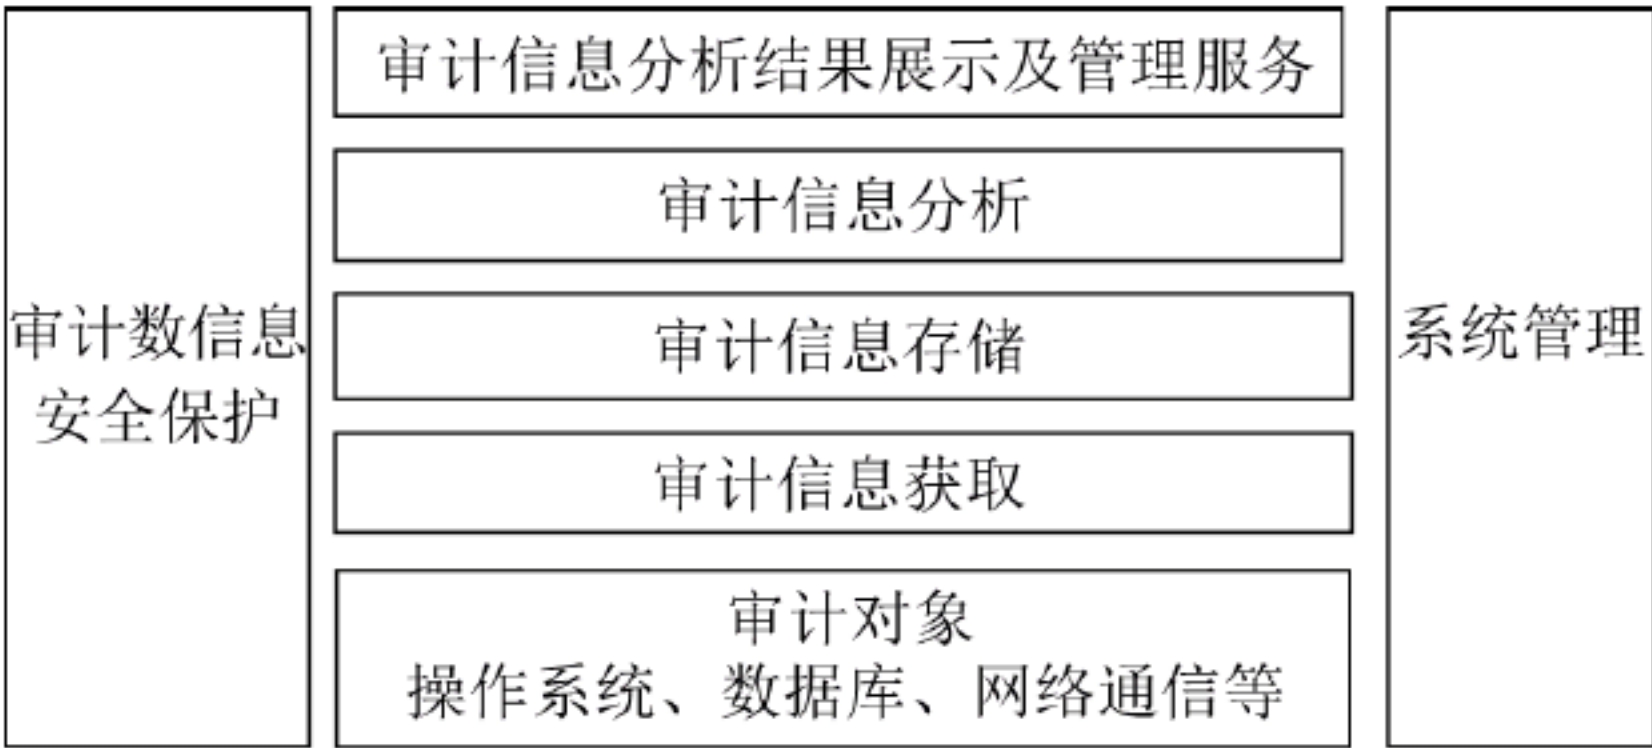 审计信息分析结果展示及管理服务
审计信息分析
审计数信息
安全保护
审计信息存储
系统管理
审计信息获取
审计对象
操作系统、数据库、网络通信等